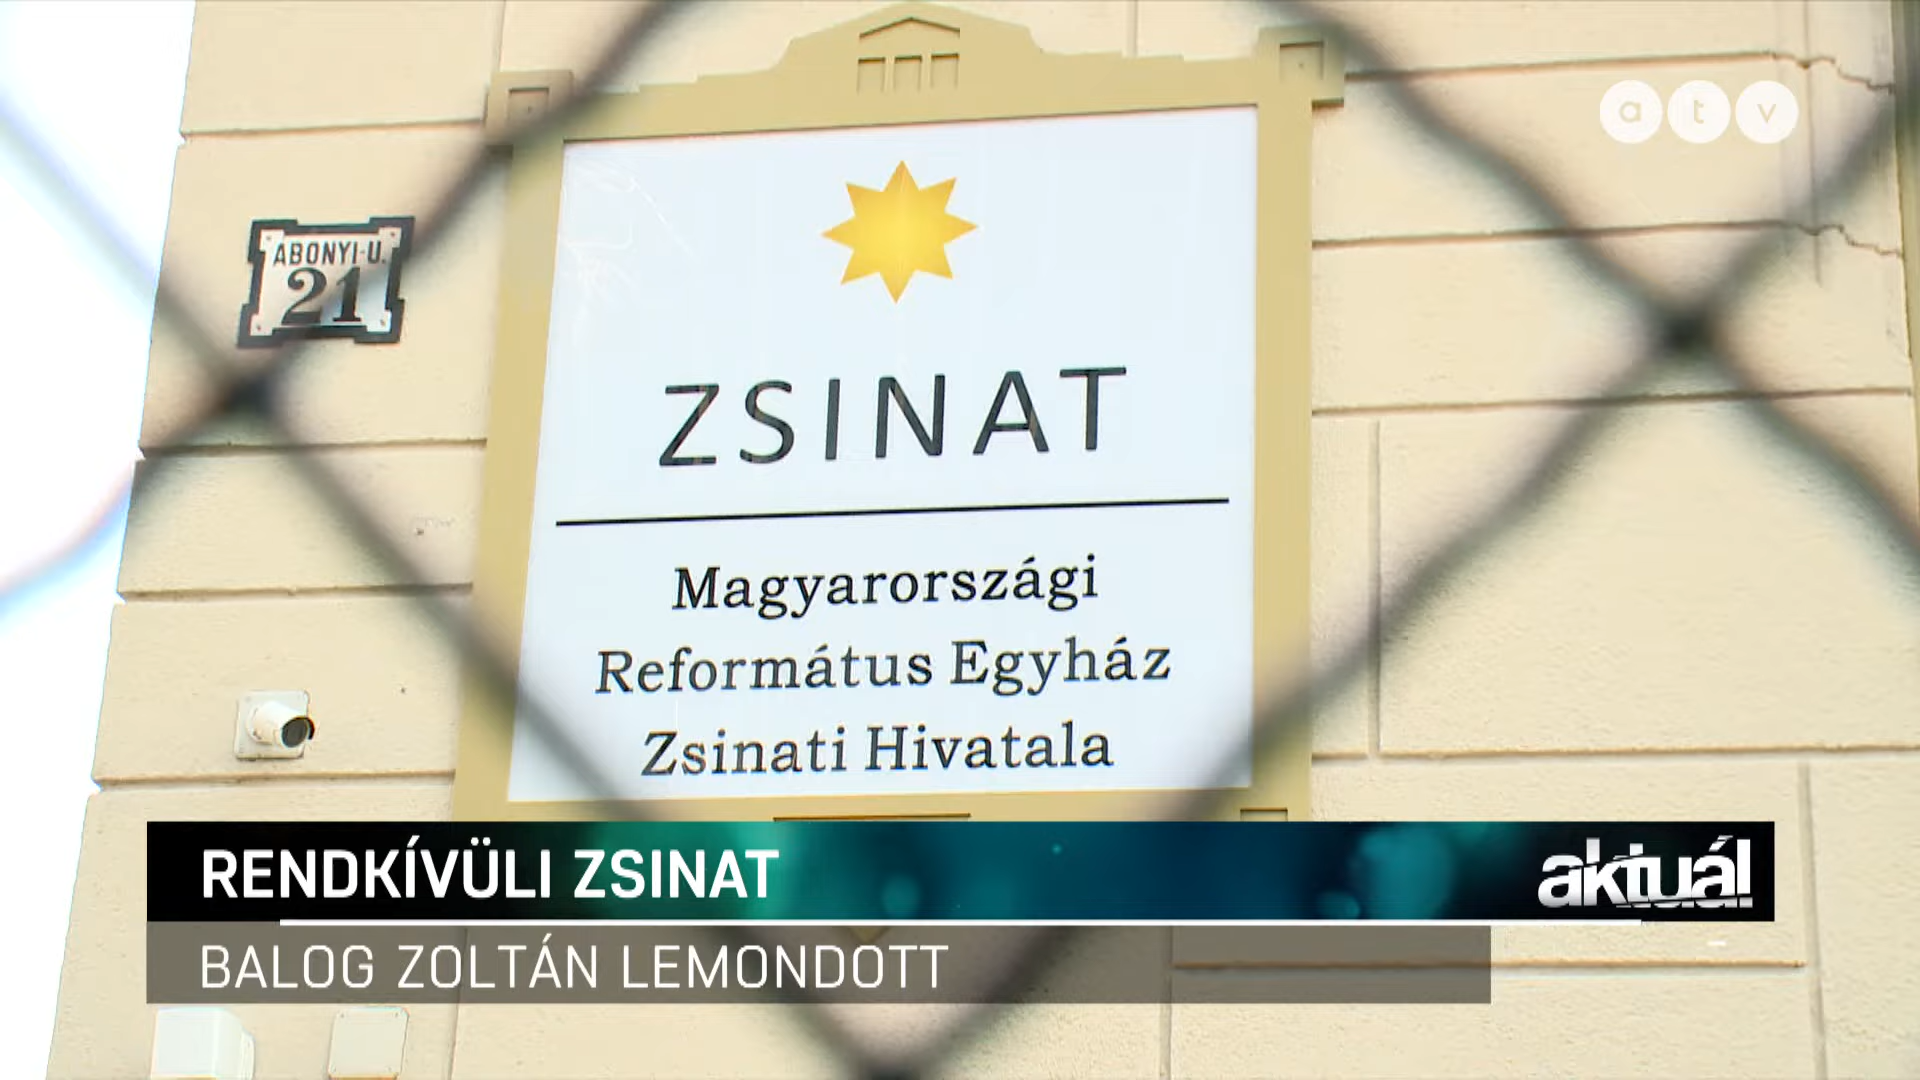 atv
ABONYI-U.
21
ZSINAT
Magyarországi
Református Egyház
Zsinati Hivatala
RENDKÍVÜLI ZSINAT
aktuál
BALOG ZOLTÁN LEMONDOTT